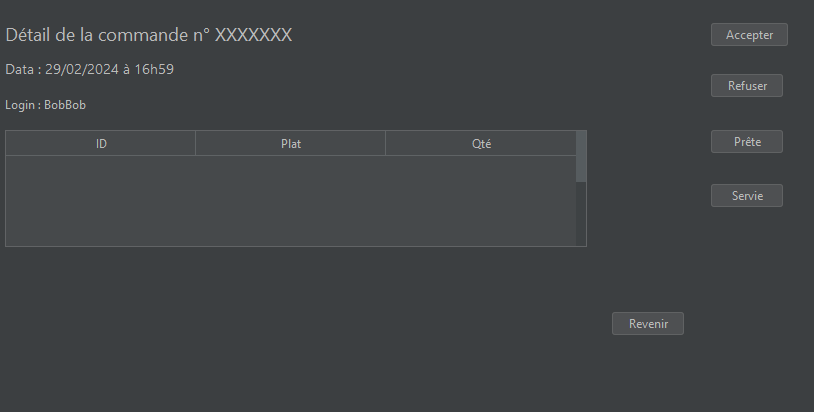 Détail de la commande n° XXXXXXX
Accepter
Data : 29/02/2024 à 16h59
Refuser
Login : BobBob
ID Plat Qté
Prête
Servie
Revenir